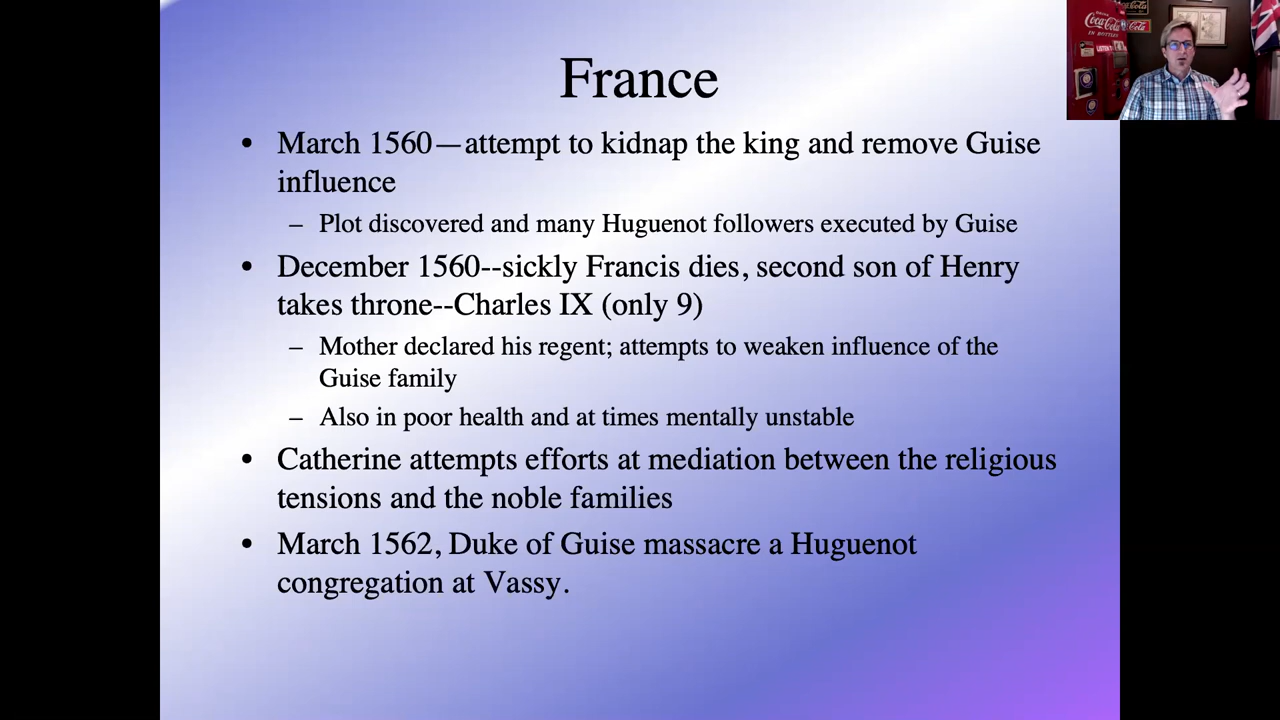 France
• March 1560—attempt to kidnap the king and remove Guise
influence
– Plot discovered and many Huguenot followers executed by Guise
• December 1560--sickly Francis dies, second son of Henry
takes throne--Charles IX (only 9)
– Mother declared his regent; attempts to weaken influence of the
Guise family
– Also in poor health and at times mentally unstable
• Catherine attempts efforts at mediation between the religious
tensions and the noble families
• March 1562, Duke of Guise massacre a Huguenot
congregation at Vassy.
Coca-Cola
IN BOTTLES